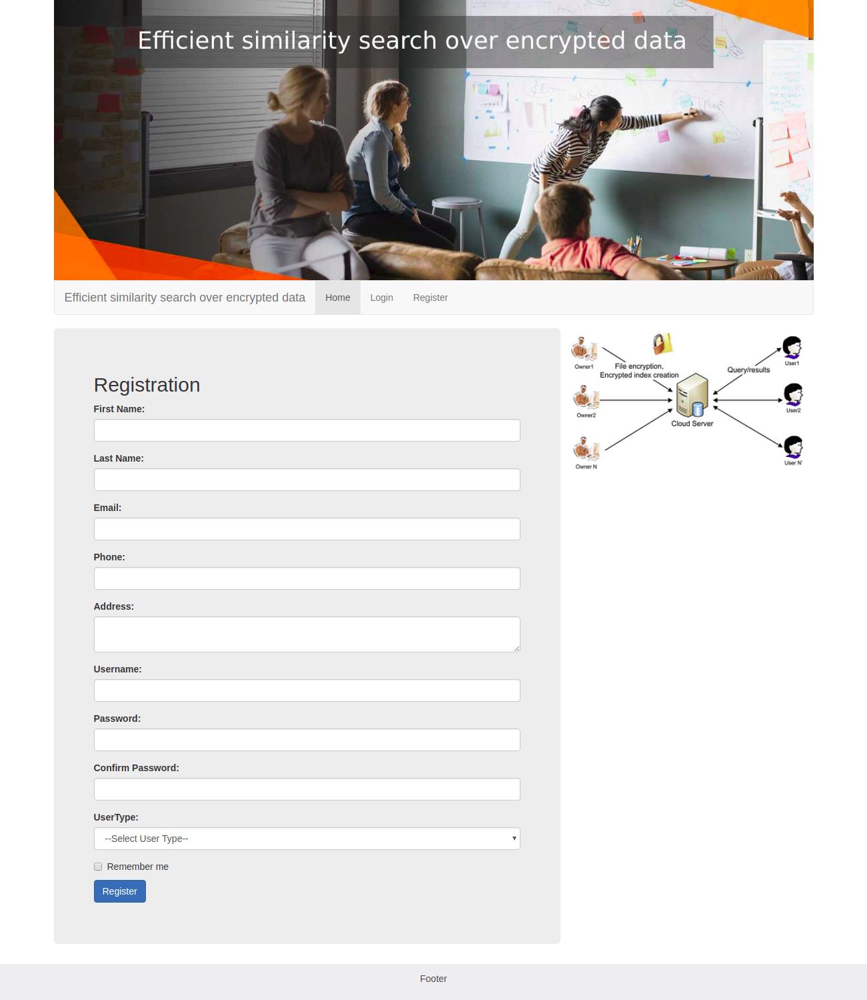 Efficient similarity search over encrypted data
Efficient similarity search over encrypted data
Home
Login
Register
Registration
First Name:
Last Name:
Email:
Phone:
Address:
Username:
Password:
Confirm Password:
UserType:
--Select User Type--
Remember me
Register
Owner1
File encryption,
Encrypted index creation
Query/results
User1
Owner2
Cloud Server
User2
Owner N
User N'
Footer